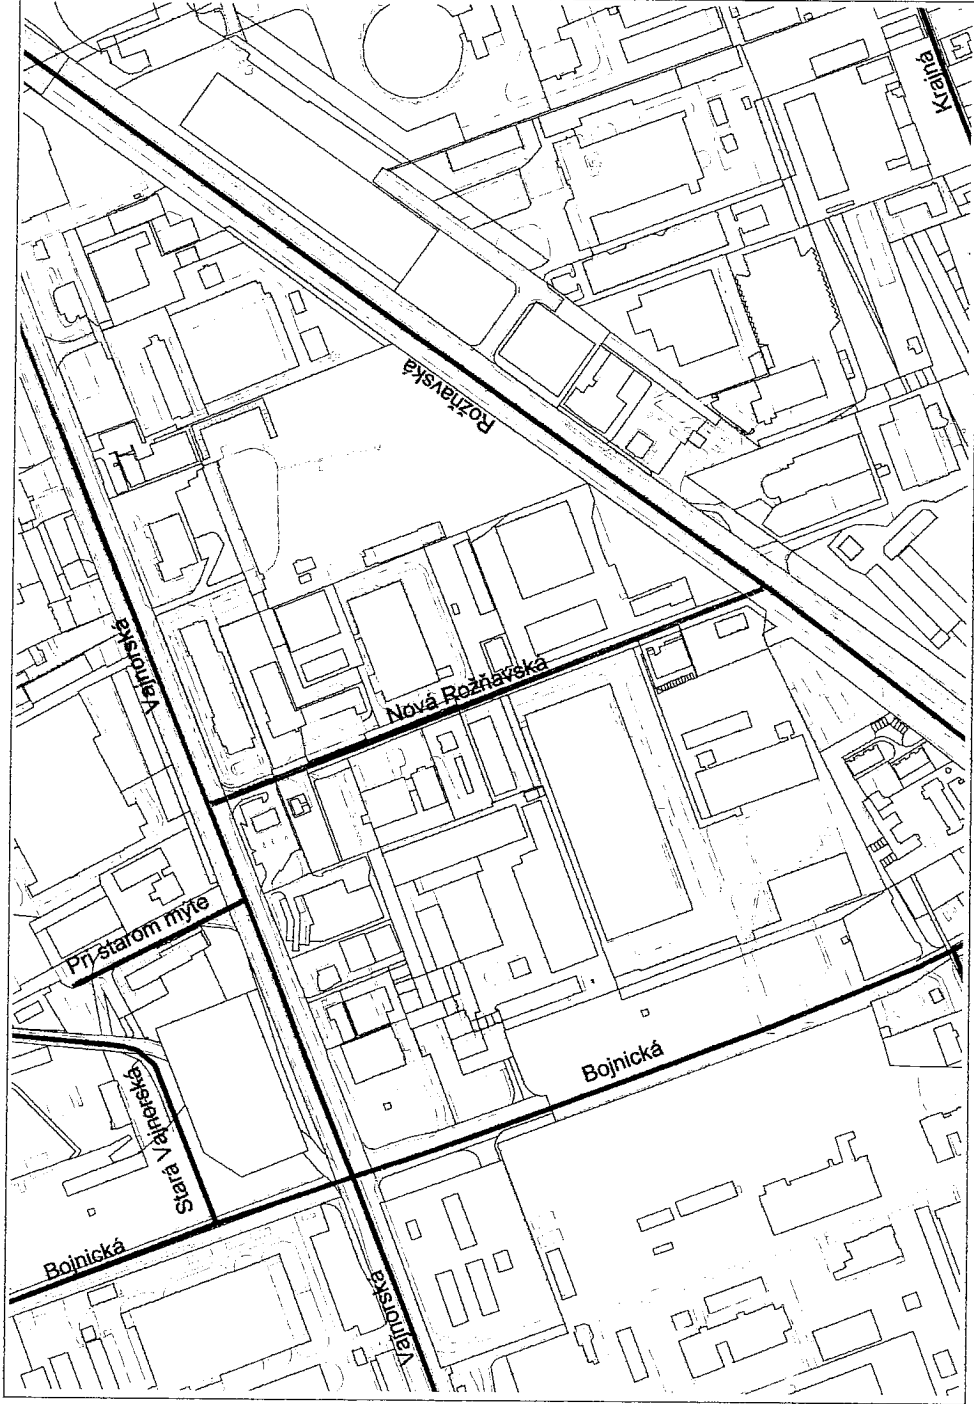 Krajná
Rožňavská
Vajnorská
Nová Rožňavská
Pri starom mýte
Bojnická
Stará Vajnorská
Bojnická
Vajnorská